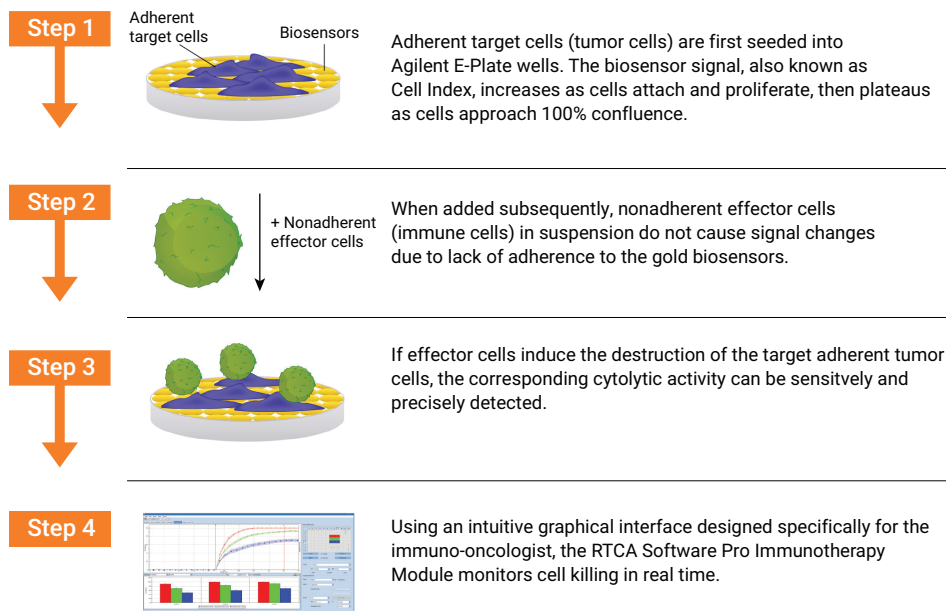 Step 1
Adherent
target cells
Biosensors
Adherent target cells (tumor cells) are first seeded into
Agilent E-Plate wells. The biosensor signal, also known as
Cell Index, increases as cells attach and proliferate, then plateaus
as cells approach 100% confluence.
Step 2
+ Nonadherent
effector cells
When added subsequently, nonadherent effector cells
(immune cells) in suspension do not cause signal changes
due to lack of adherence to the gold biosensors.
Step 3
If effector cells induce the destruction of the target adherent tumor
cells, the corresponding cytolytic activity can be sensitvely and
precisely detected.
Step 4
Using an intuitive graphical interface designed specifically for the
immuno-oncologist, the RTCA Software Pro Immunotherapy
Module monitors cell killing in real time.